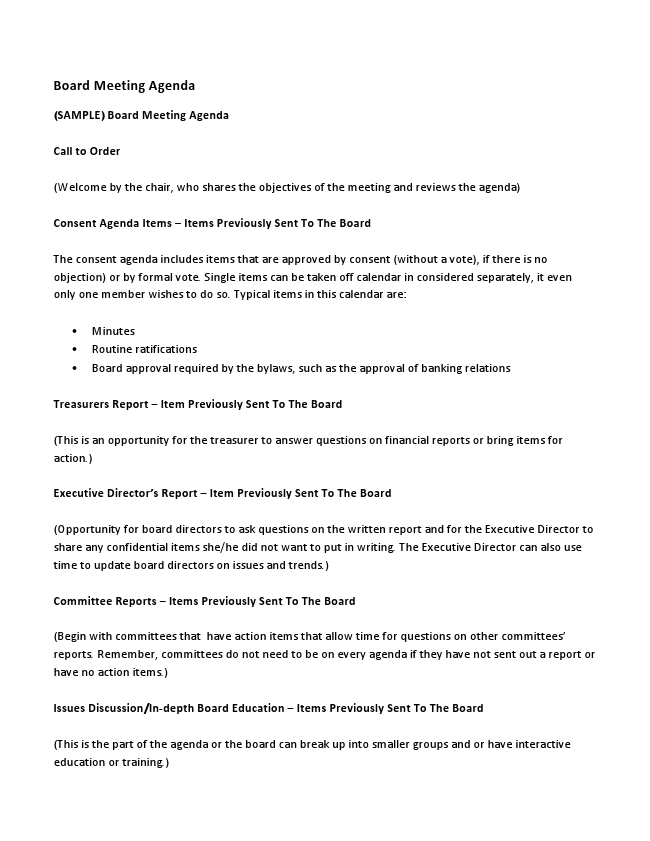 Board Meeting Agenda
(SAMPLE) Board Meeting Agenda
Call to Order
(Welcome by the chair, who shares the objectives of the meeting and reviews the agenda)
Consent Agenda Items – Items Previously Sent To The Board
The consent agenda includes items that are approved by consent (without a vote), if there is no
objection) or by formal vote. Single items can be taken off calendar in considered separately, it even
only one member wishes to do so. Typical items in this calendar are:
• Minutes
• Routine ratifications
• Board approval required by the bylaws, such as the approval of banking relations
Treasurers Report – Item Previously Sent To The Board
(This is an opportunity for the treasurer to answer questions on financial reports or bring items for
action.)
Executive Director’s Report – Item Previously Sent To The Board
(Opportunity for board directors to ask questions on the written report and for the Executive Director to
share any confidential items she/he did not want to put in writing. The Executive Director can also use
time to update board directors on issues and trends.)
Committee Reports – Items Previously Sent To The Board
(Begin with committees that  have action items that allow time for questions on other committees’
reports. Remember, committees do not need to be on every agenda if they have not sent out a report or
have no action items.)
Issues Discussion/In-depth Board Education – Items Previously Sent To The Board
(This is the part of the agenda or the board can break up into smaller groups and or have interactive
education or training.)